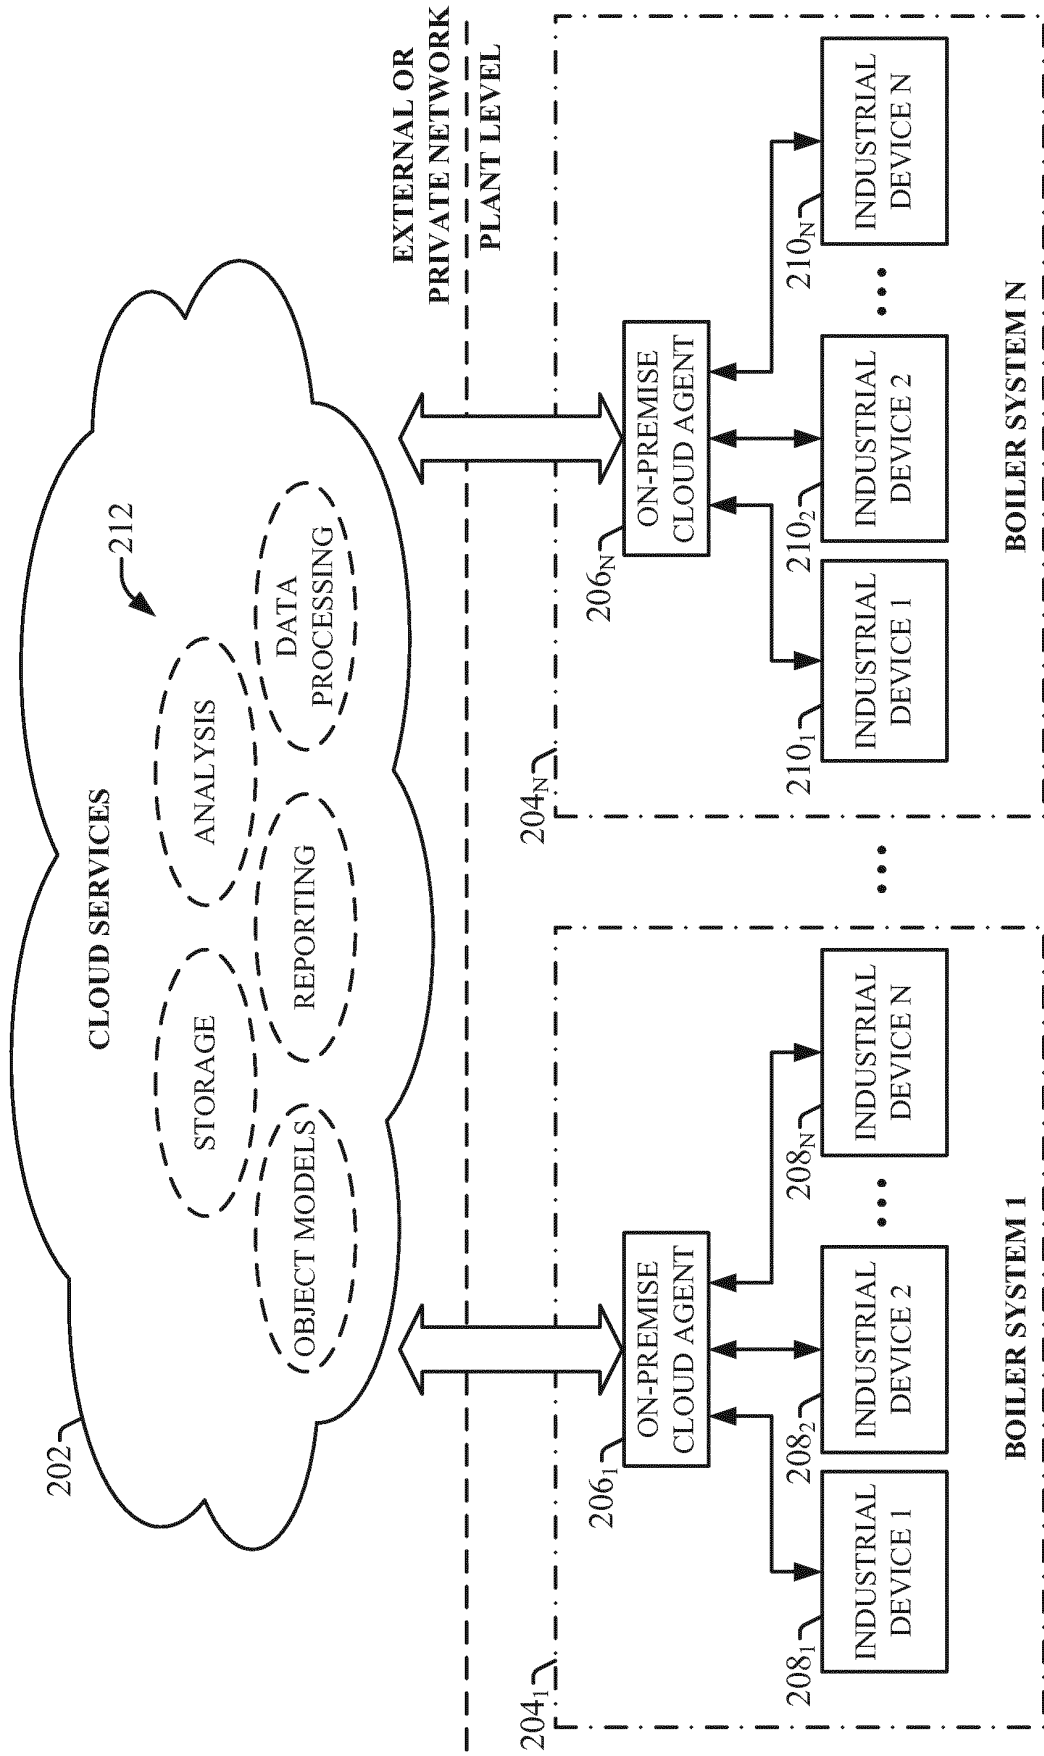 202
CLOUD SERVICES
212
STORAGE
ANALYSIS
OBJECT MODELS
REPORTING
DATA
PROCESSING
EXTERNAL OR
PRIVATE NETWORK
PLANT LEVEL
204₁
206₁
ON-PREMISE
CLOUD AGENT
208₁
INDUSTRIAL
DEVICE 1
208₂
INDUSTRIAL
DEVICE 2
•••
208N
INDUSTRIAL
DEVICE N
BOILER SYSTEM 1
•••
204N
206N
ON-PREMISE
CLOUD AGENT
210₁
INDUSTRIAL
DEVICE 1
210₂
INDUSTRIAL
DEVICE 2
•••
210N
INDUSTRIAL
DEVICE N
BOILER SYSTEM N